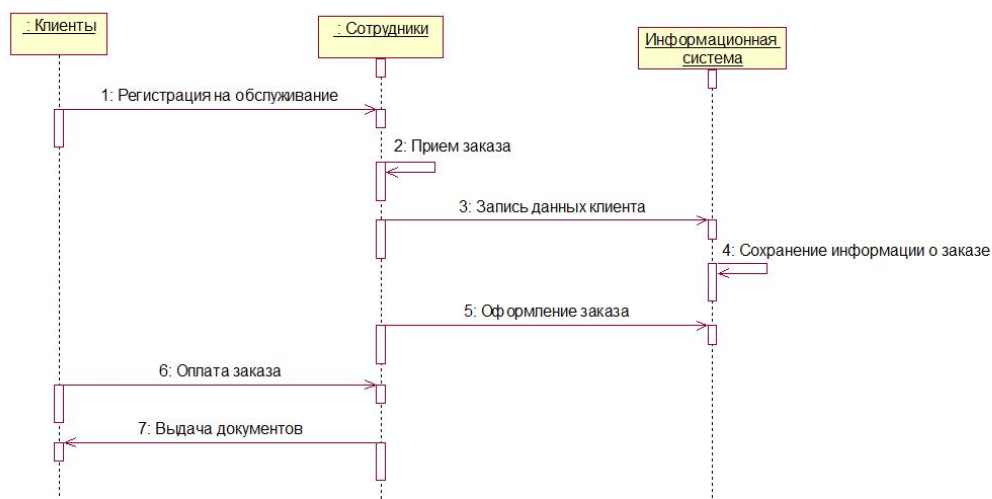 : Клиенты
: Сотрудники
Информационная
система
1: Регистрация на обслуживание
2: Прием заказа
3: Запись данных клиента
4: Сохранение информации о заказе
5: Оформление заказа
6: Оплата заказа
7: Выдача документов